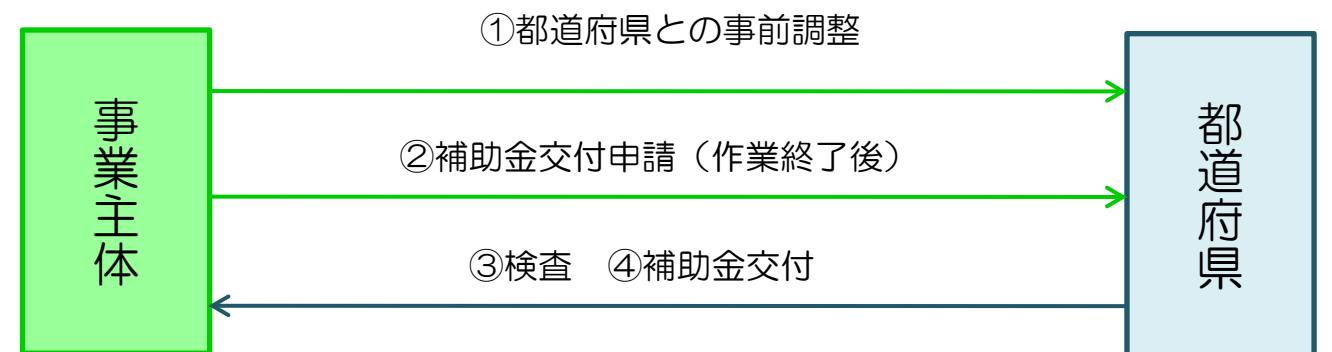 ①都道府県との事前調整
事業主体
②補助金交付申請（作業終了後）
都道府県
③検査　④補助金交付